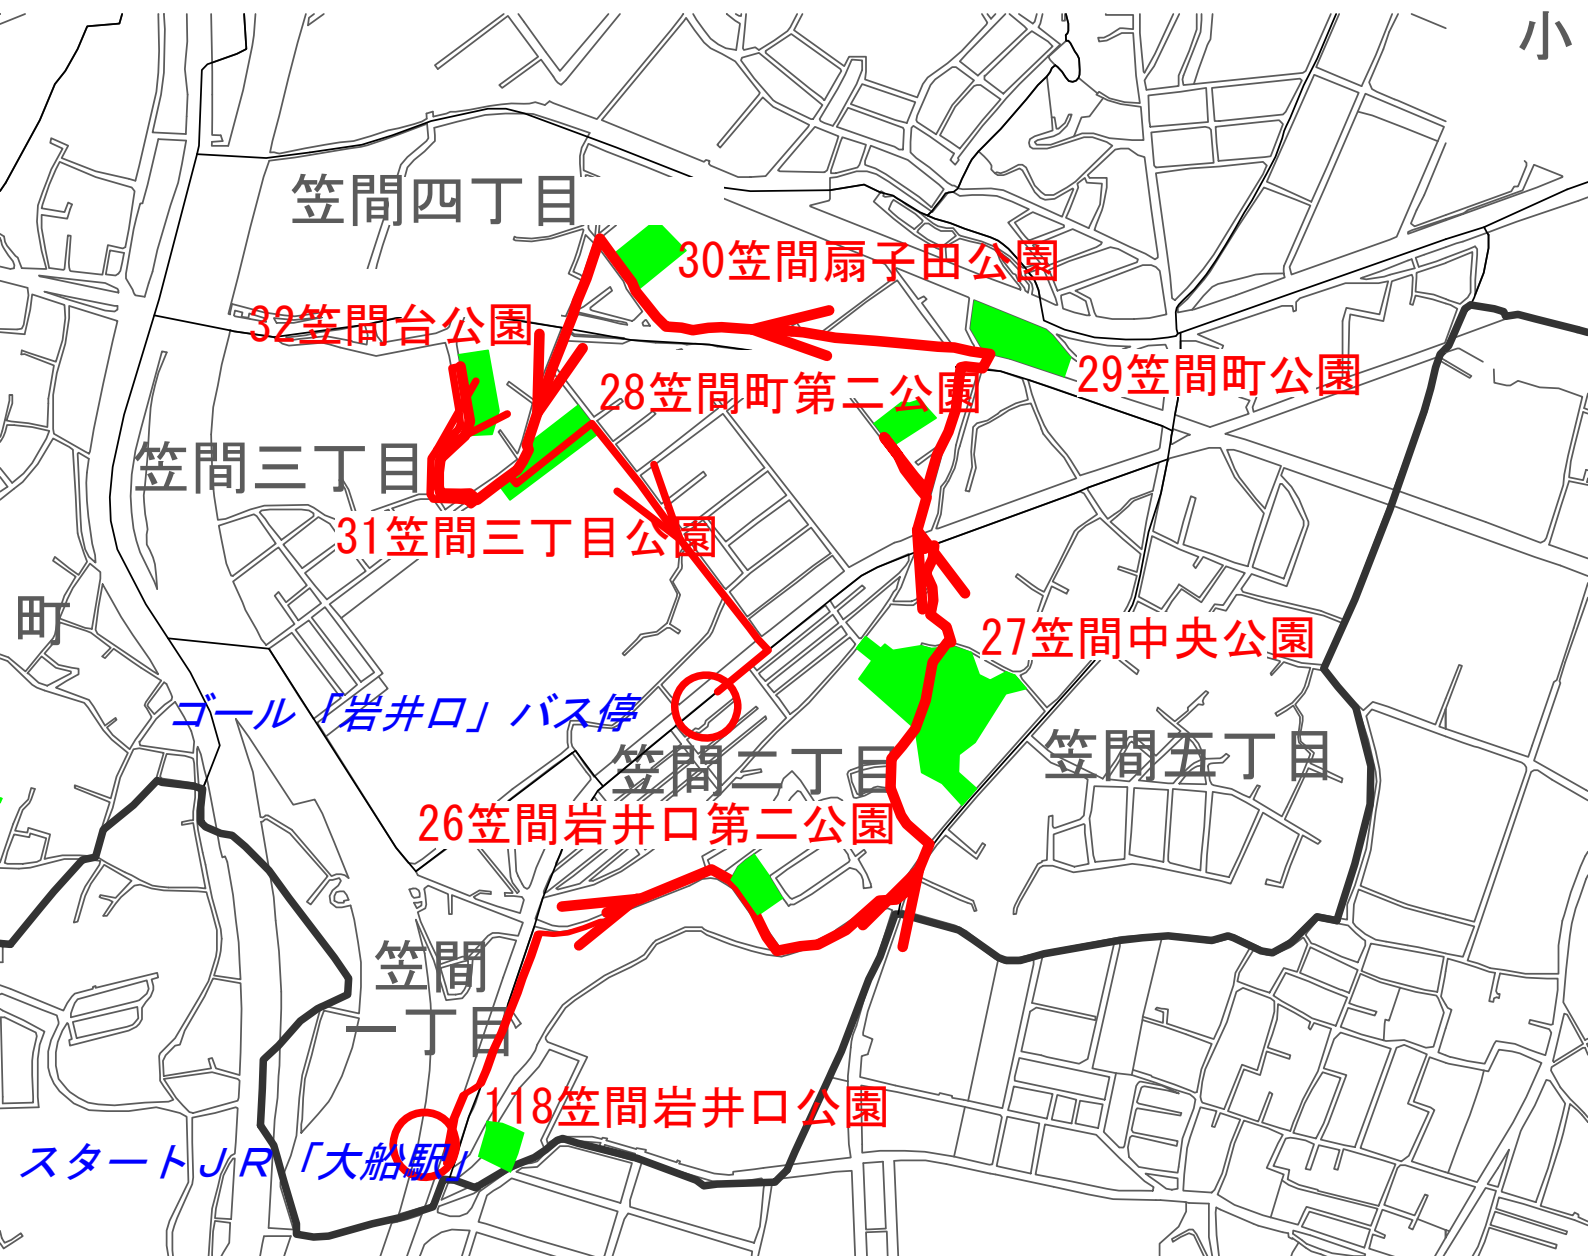 小
笠間四丁目
30笠間扇子田公園
32笠間台公園
29笠間町公園
28笠間町第二公園
笠間三丁目
31笠間三丁目公園
町
27笠間中央公園
ゴール「岩井口」バス停
笠間二丁目
笠間五丁目
26笠間岩井口第二公園
笠間
一丁目
118笠間岩井口公園
スタートJR「大船駅」